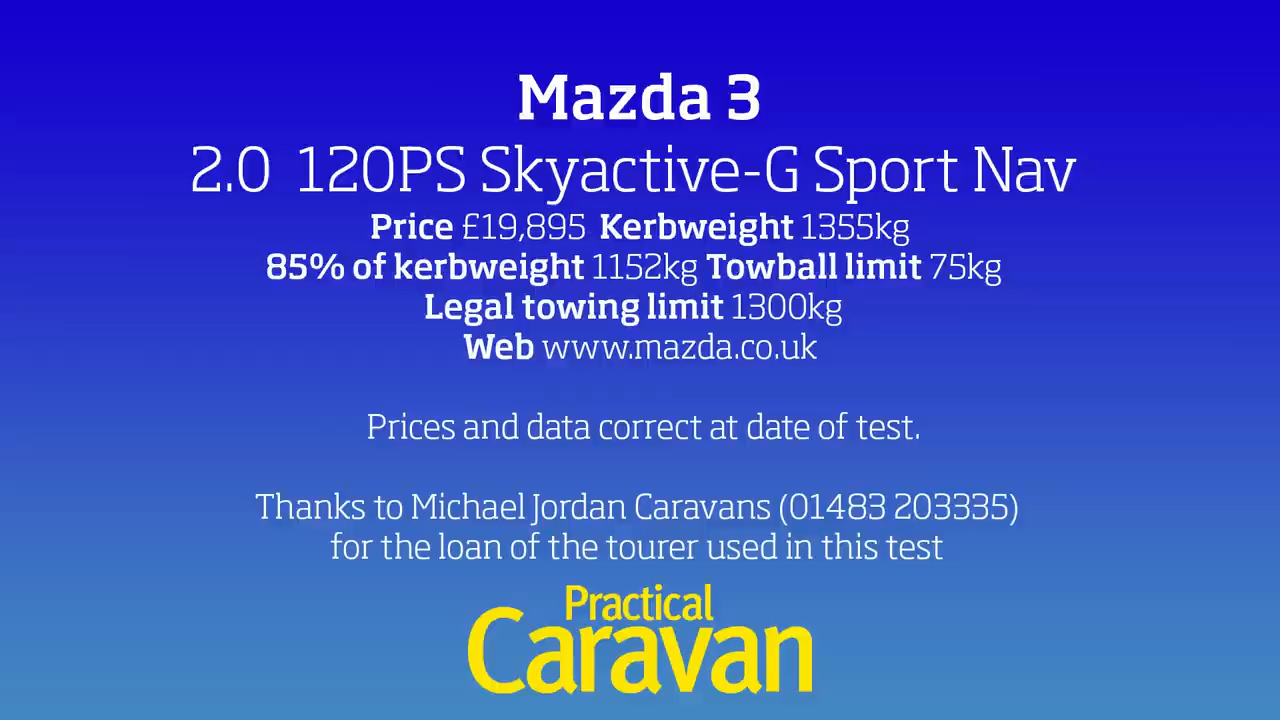 Mazda 3
2.0 120PS Skyactive-G Sport Nav
Price £19,895 Kerbweight 1355kg
85% of kerbweight 1152kg Towball limit 75kg
Legal towing limit 1300kg
Web www.mazda.co.uk
Prices and data correct at date of test.
Thanks to Michael Jordan Caravans (01483 203335)
for the loan of the tourer used in this test
Practical
Caravan